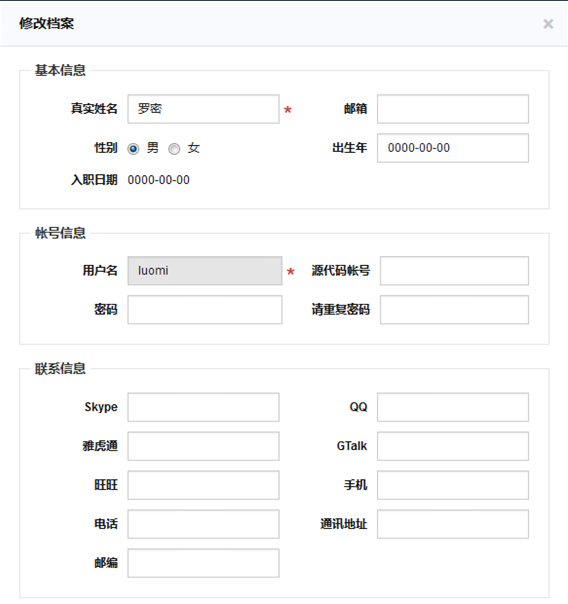 修改档案 ×
基本信息
真实姓名 罗密 * 邮箱
性别 男 女 出生年 0000-00-00
入职日期 0000-00-00
帐号信息
用户名 luomi * 源代码帐号
密码 请重复密码
联系信息
Skype QQ
雅虎通 GTalk
旺旺 手机
电话 通讯地址
邮编